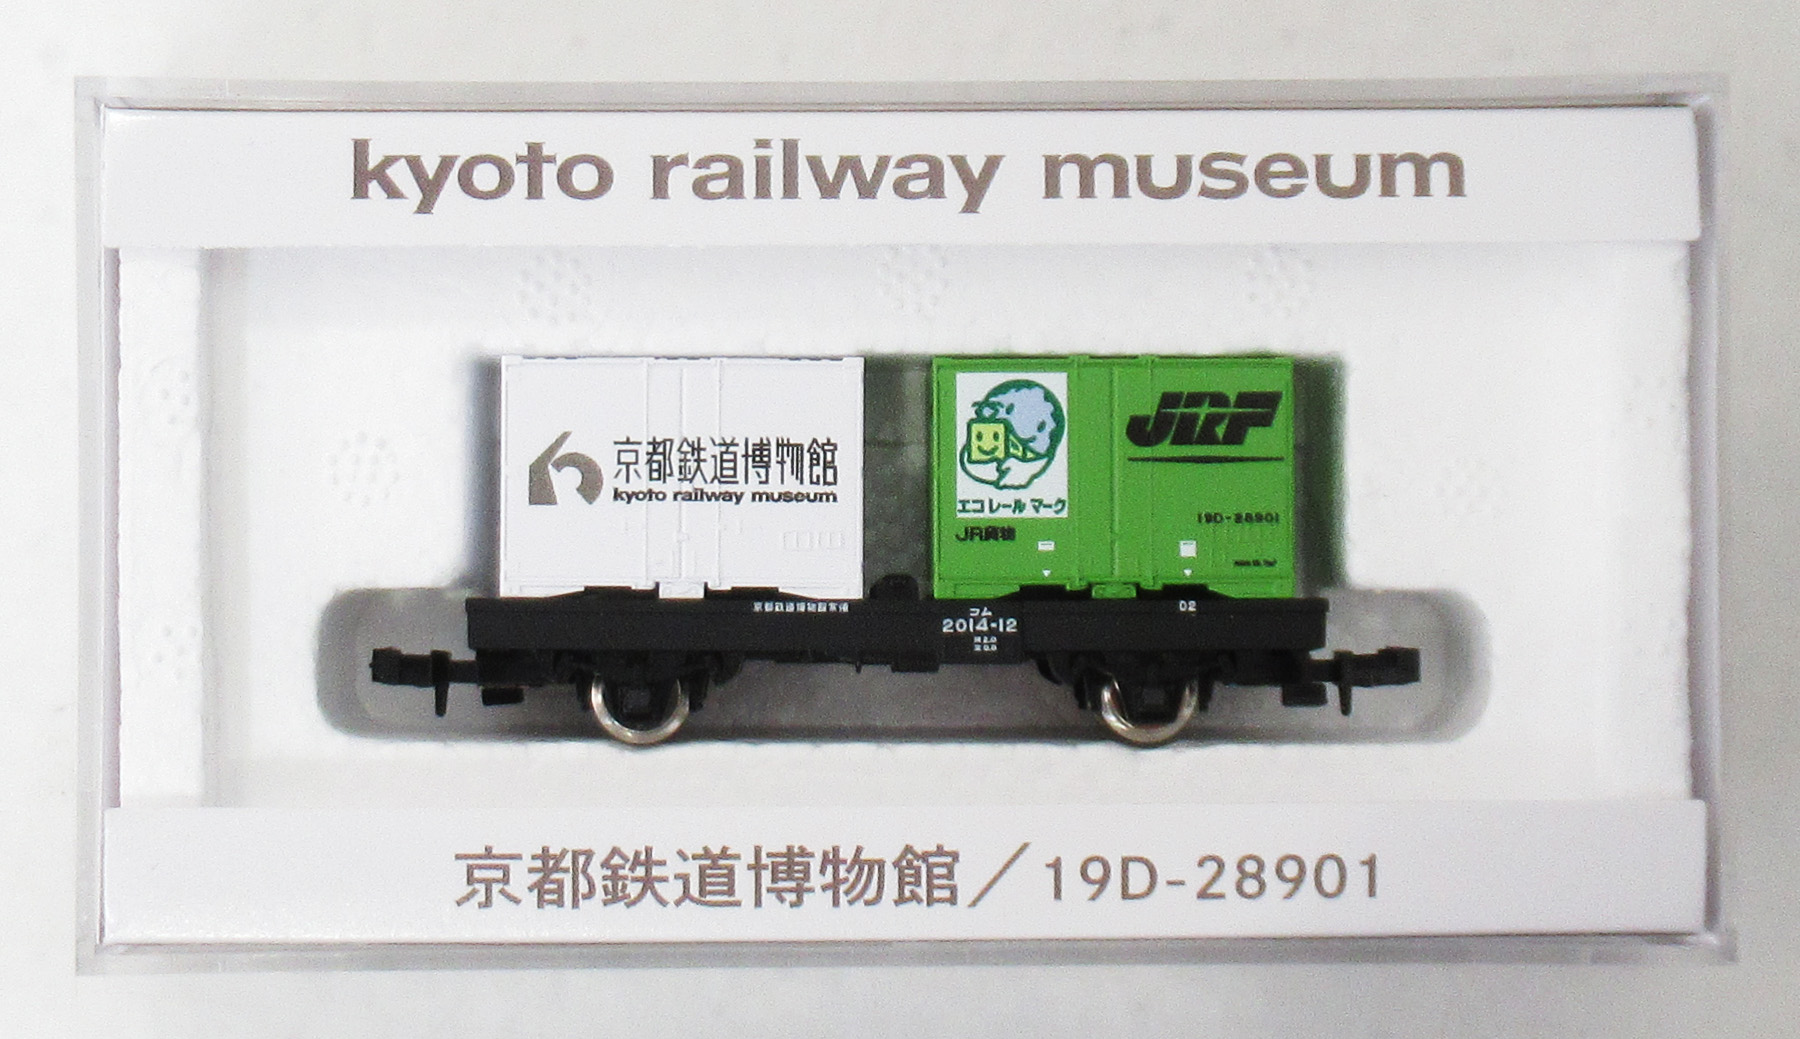 kyoto railway museum
京都鉄道博物館
kyoto railway museum
JRF
エコレールマーク
19D-28901
JR貨物
コム
02
2014-12
京都鉄道博物館／19D-28901